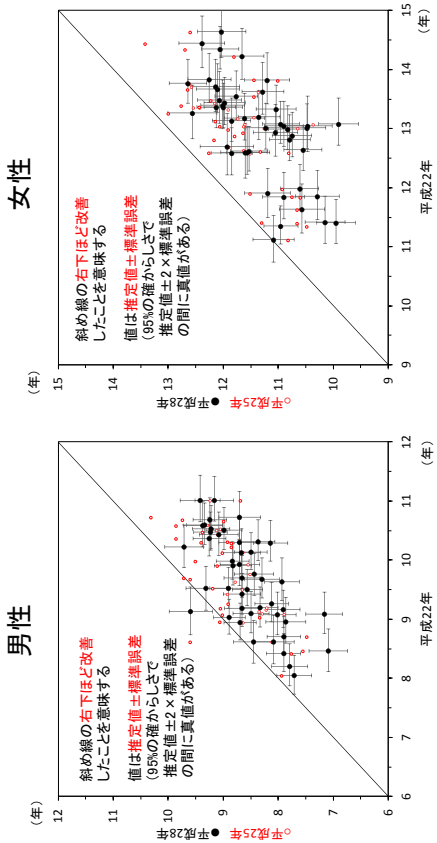 男性
(年)
12
11
10
9
8
7
6
6
7
8
9
10
11
12
(年)
平成22年
●平成28年
○平成25年
斜め線の右下ほど改善
したことを意味する
値は推定値±標準誤差
(95%の確からしさで
推定値±2×標準誤差
の間に真値がある)
女性
(年)
15
14
13
12
11
10
9
9
10
11
12
13
14
15
(年)
平成22年
●平成28年
○平成25年
斜め線の右下ほど改善
したことを意味する
値は推定値±標準誤差
(95%の確からしさで
推定値±2×標準誤差
の間に真値がある)